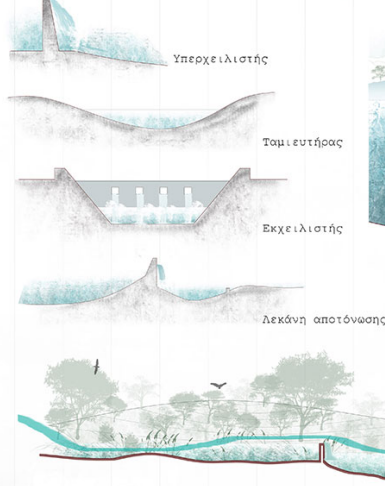 Υπερχειλιστής
Ταμιευτήρας
Εκχειλιστής
Λεκάνη αποτόνωσης